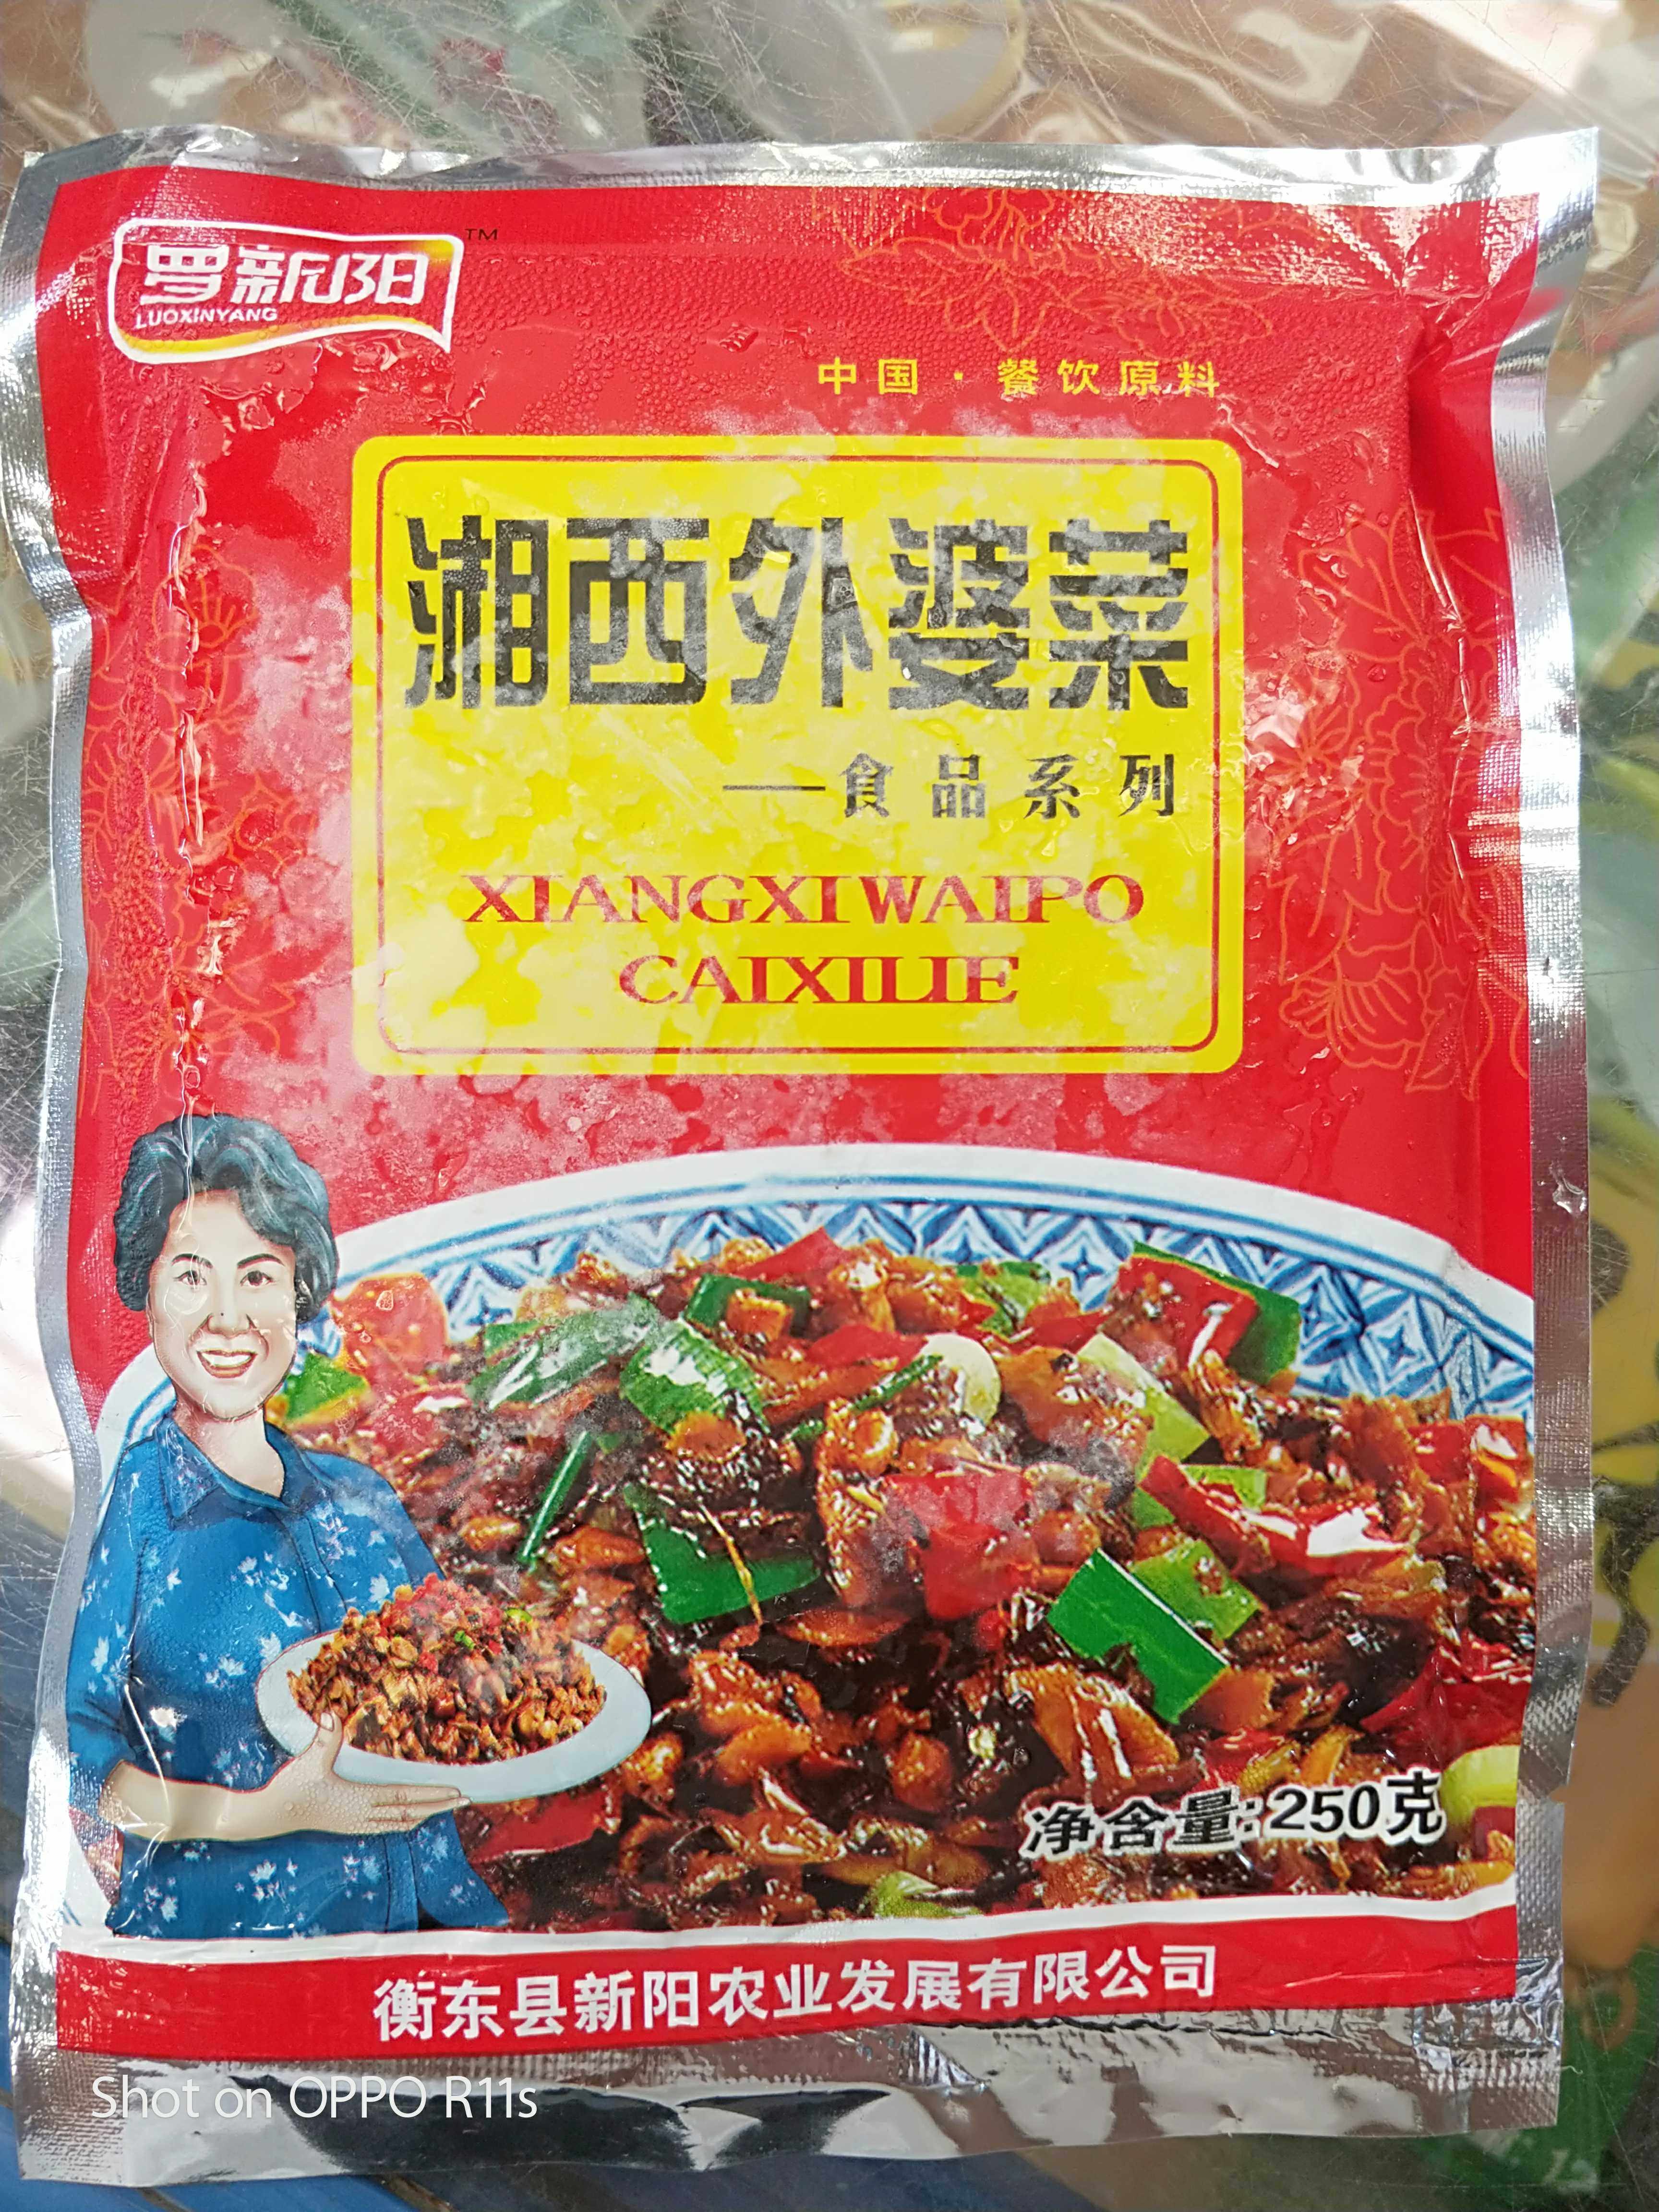 罗新阳
LUOXINYANG
TM
中国·餐饮原料
湘西外婆菜
——食品系列
XIANGXIWAIPO
CAIXILIE
净含量:250克
衡东县新阳农业发展有限公司
Shot on OPPO R11s